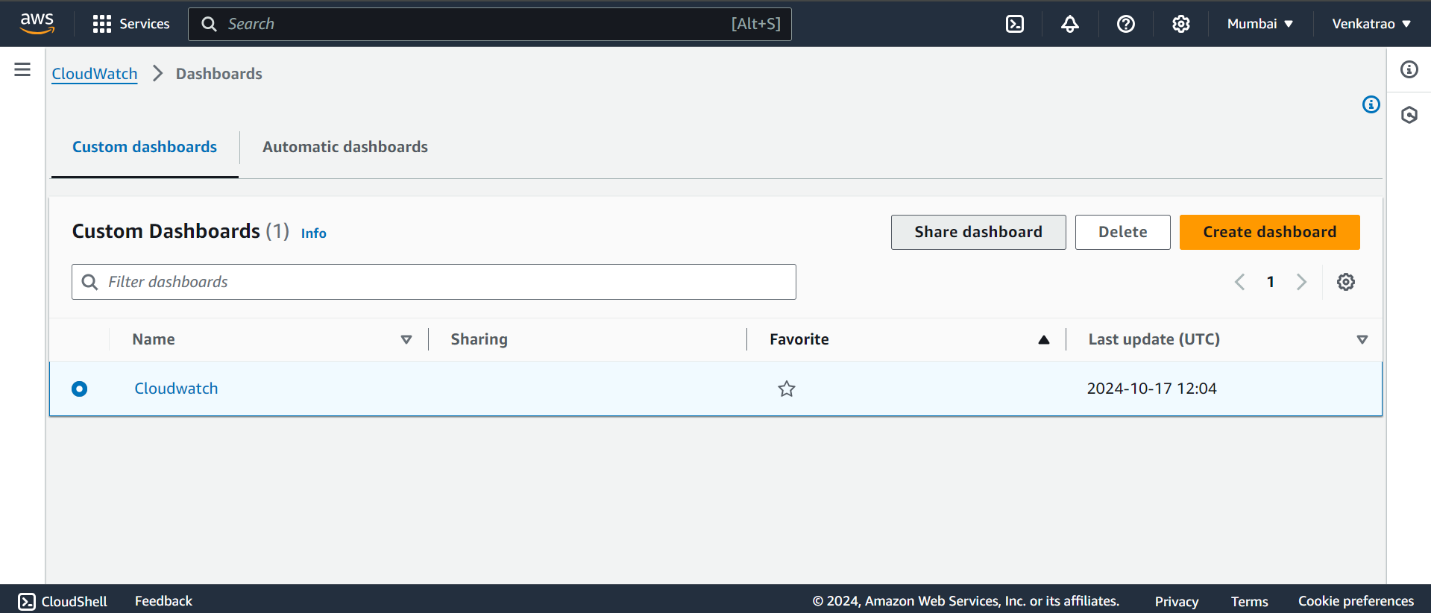 aws Services Search [Alt+S] Mumbai ▼ Venkatrao ▼
CloudWatch > Dashboards
Custom dashboards Automatic dashboards
Custom Dashboards (1) Info Share dashboard Delete Create dashboard
Filter dashboards 1
Name Sharing Favorite Last update (UTC)
Cloudwatch 2024-10-17 12:04
CloudShell Feedback © 2024, Amazon Web Services, Inc. or its affiliates. Privacy Terms Cookie preferences